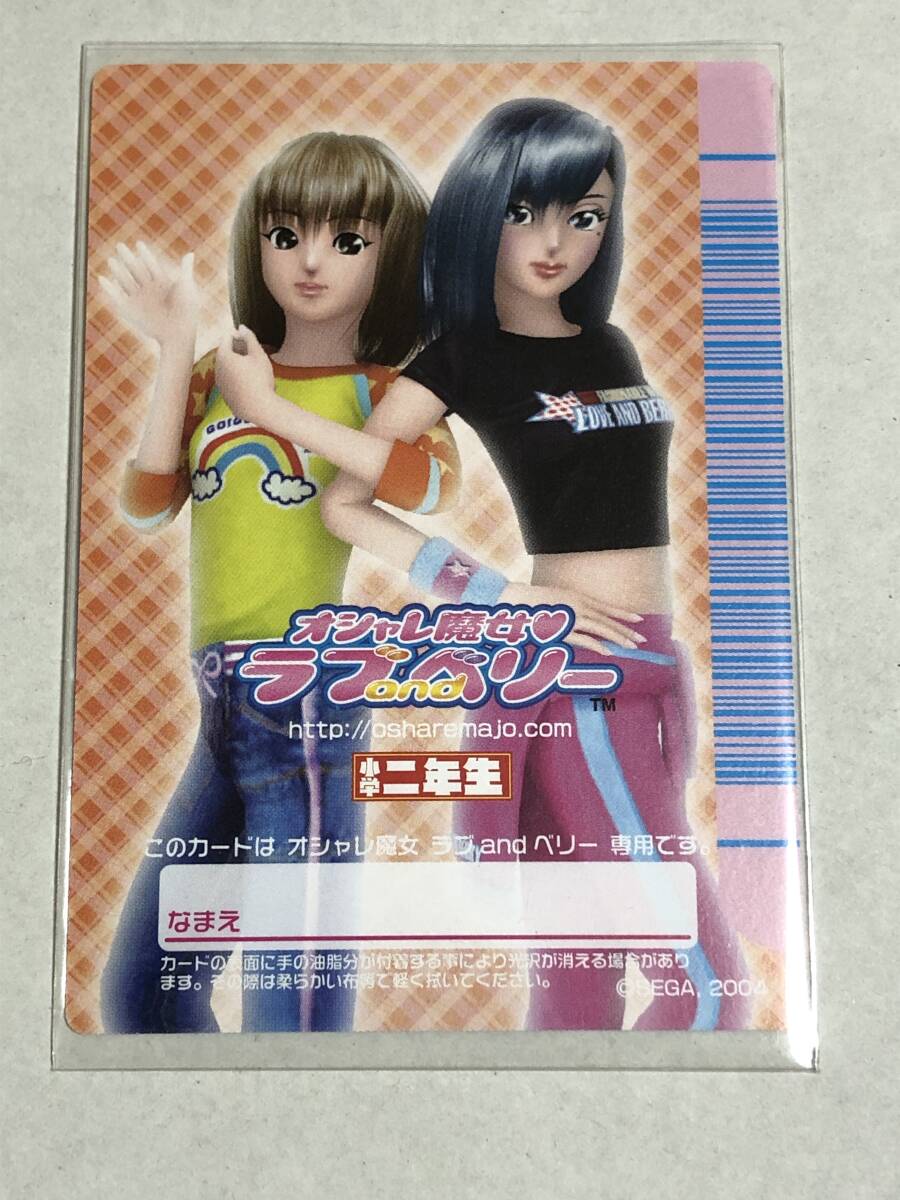 LOVE AND BER
オシャレ魔女♥
ラブandベリー
TM
http://osharemajo.com
小学二年生
このカードは オシャレ魔女 ラブ and ベリー 専用です。
なまえ
カードの表面に手の油脂分が付着する事により光沢が消える場合があり
ます。その際は柔らかい布等で軽く拭いてください。
©SEGA, 2004